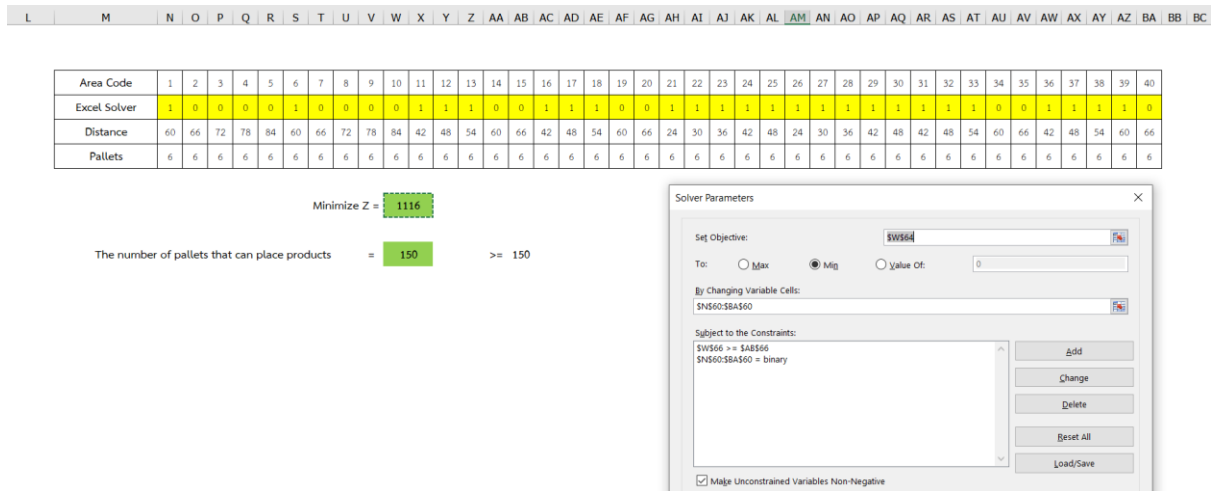 L M N O P Q R S T U V W X Y Z AA AB AC AD AE AF AG AH AI AJ AK AL AM AN AO AP AQ AR AS AT AU AV AW AX AY AZ BA BB BC
Area Code 1 2 3 4 5 6 7 8 9 10 11 12 13 14 15 16 17 18 19 20 21 22 23 24 25 26 27 28 29 30 31 32 33 34 35 36 37 38 39 40
Excel Solver 1 0 0 0 0 1 0 0 0 0 1 1 1 0 0 1 1 1 0 0 1 1 1 1 1 1 1 1 1 1 1 1 1 0 0 1 1 1 1 0
Distance 60 66 72 78 84 60 66 72 78 84 42 48 54 60 66 42 48 54 60 66 24 30 36 42 48 24 30 36 42 48 42 48 54 60 66 42 48 54 60 66
Pallets 6 6 6 6 6 6 6 6 6 6 6 6 6 6 6 6 6 6 6 6 6 6 6 6 6 6 6 6 6 6 6 6 6 6 6 6 6 6 6 6
Minimize Z = 1116
The number of pallets that can place products = 150 >= 150
Solver Parameters
Set Objective: $W$64
To: Max Min Value Of: 0
By Changing Variable Cells:
$N$60:$BA$60
Subject to the Constraints:
$W$66 >= $AB$66
$N$60:$BA$60 = binary
Add
Change
Delete
Reset All
Load/Save
Make Unconstrained Variables Non-Negative